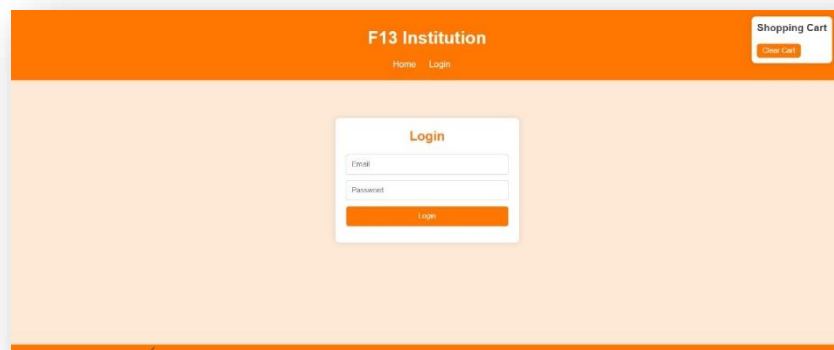 F13 Institution
Home Login
Shopping Cart
Clear Cart
Login
Email
Password
Login